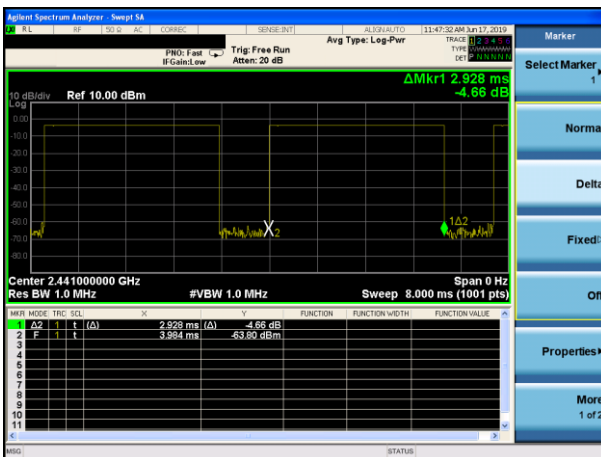 Agilent Spectrum Analyzer - Swept SA
RL RF 50 Ω AC CORREC SENSE:INT ALIGNAUTO 11:47:32 AM Jun 17, 2019
Avg Type: Log-Pwr TRACE 1 2 3 4 5 6
PNO: Fast Trig: Free Run TYPE
IFGain:Low Atten: 20 dB DET P N N N N N
Marker
Select Marker
1
Norma
Delta
Fixed
Off
Properties
More
1 of 2
ΔMkr1 2.928 ms
-4.66 dB
10 dB/div Ref 10.00 dBm
Log
0.00
-10.0
-20.0
-30.0
-40.0
-50.0
-60.0
-70.0
-80.0
X2
1Δ2
Center 2.441000000 GHz Span 0 Hz
Res BW 1.0 MHz #VBW 1.0 MHz Sweep 8.000 ms (1001 pts)
MKR MODE TRC SCL X Y FUNCTION FUNCTION WIDTH FUNCTION VALUE
1 Δ2 1 t (Δ) 2.928 ms (Δ) -4.66 dB
2 F 1 t 3.984 ms -63.80 dBm
3
4
5
6
7
8
9
10
11
MSG STATUS